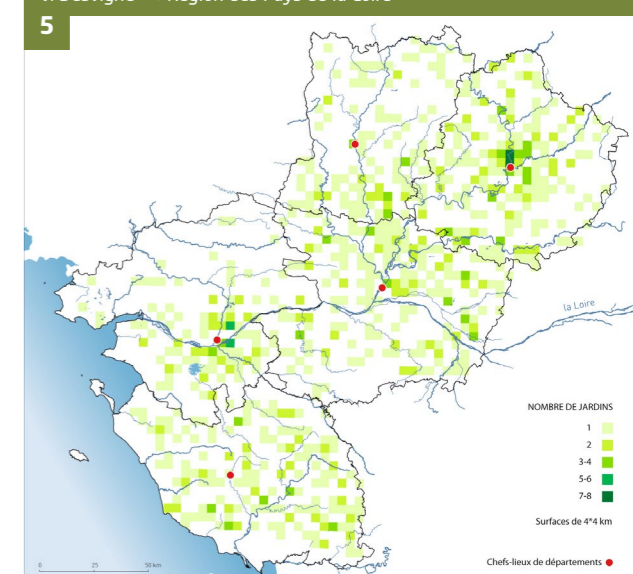 5
la Loire
NOMBRE DE JARDINS
1
2
3-4
5-6
7-8
Surfaces de 4*4 km
Chefs-lieux de départements
0 25 50 km